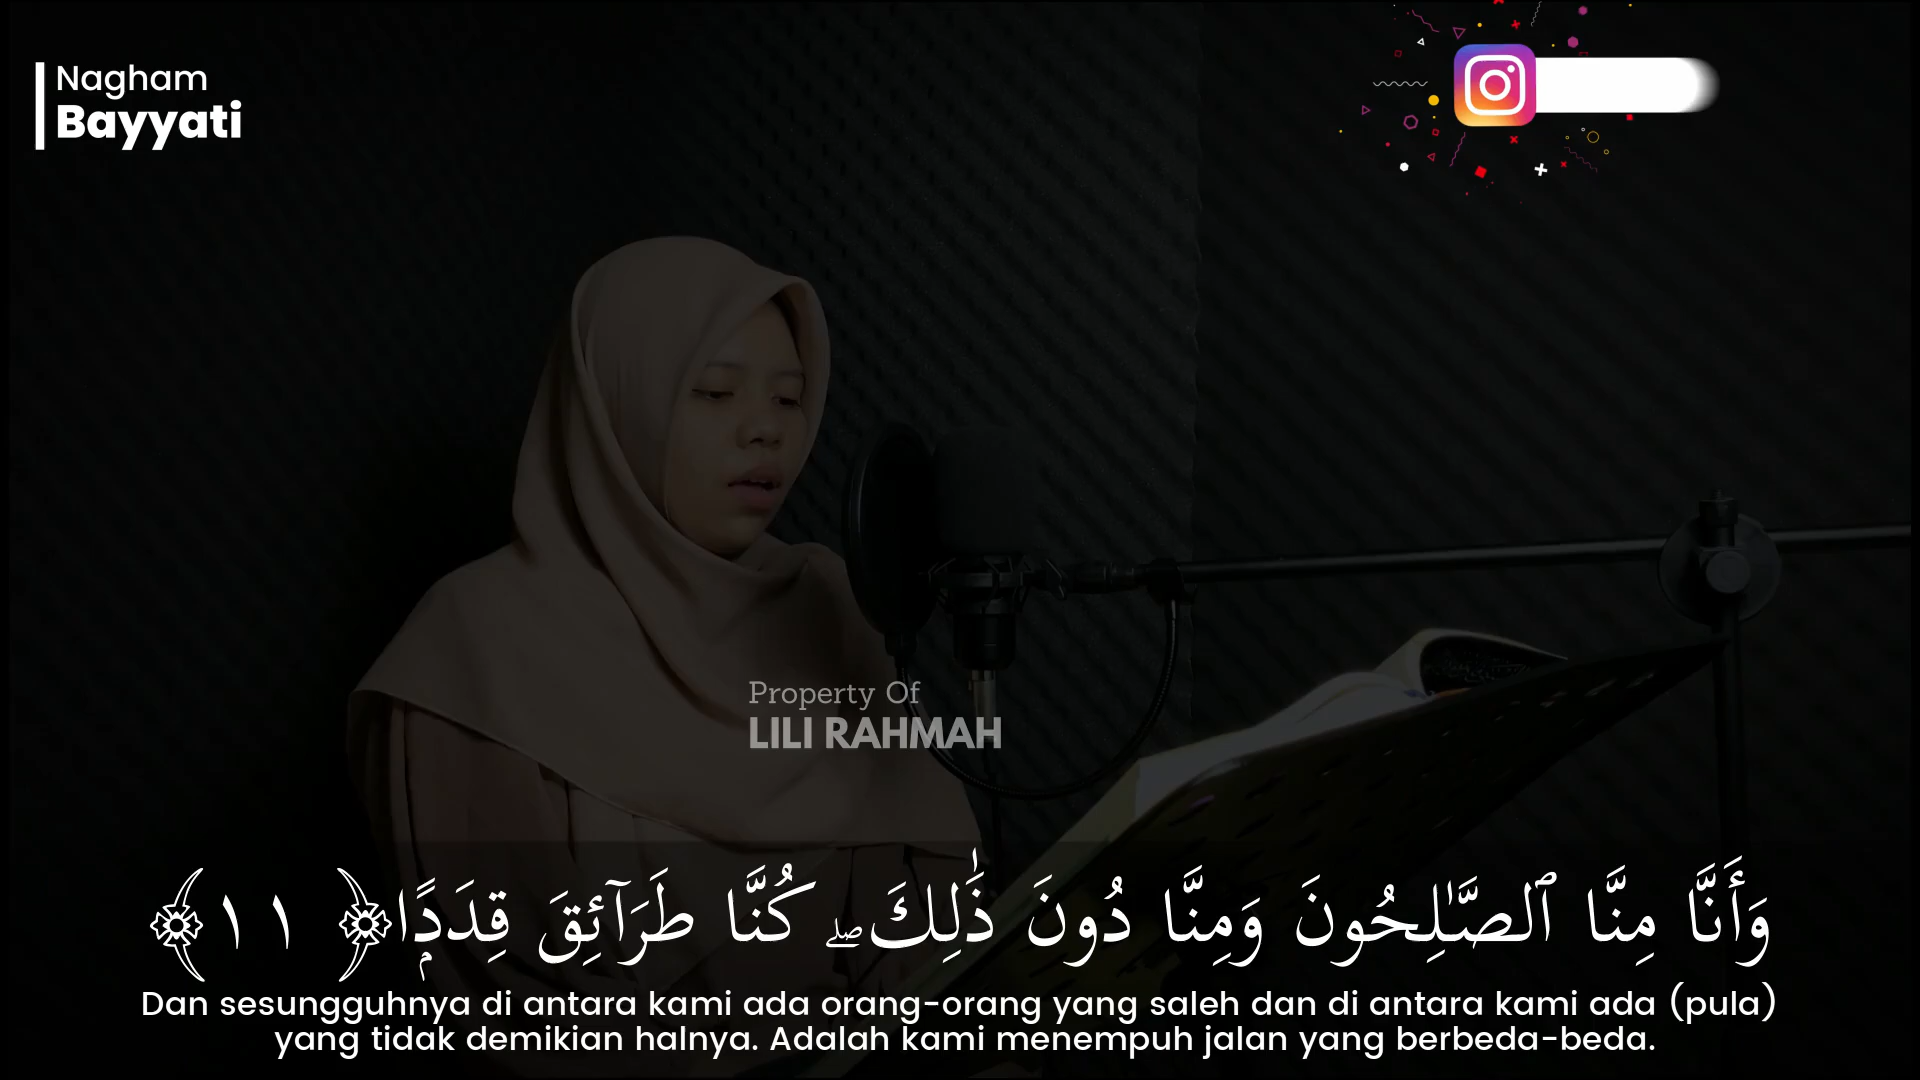 Nagham
Bayyati
Property Of
LILI RAHMAH
وَأَنَّا مِنَّا ٱلصَّـٰلِحُونَ وَمِنَّا دُونَ ذَٰلِكَ ۖ كُنَّا طَرَآئِقَ قِدَدًۭا ﴿١١﴾
Dan sesungguhnya di antara kami ada orang-orang yang saleh dan di antara kami ada (pula)
yang tidak demikian halnya. Adalah kami menempuh jalan yang berbeda-beda.